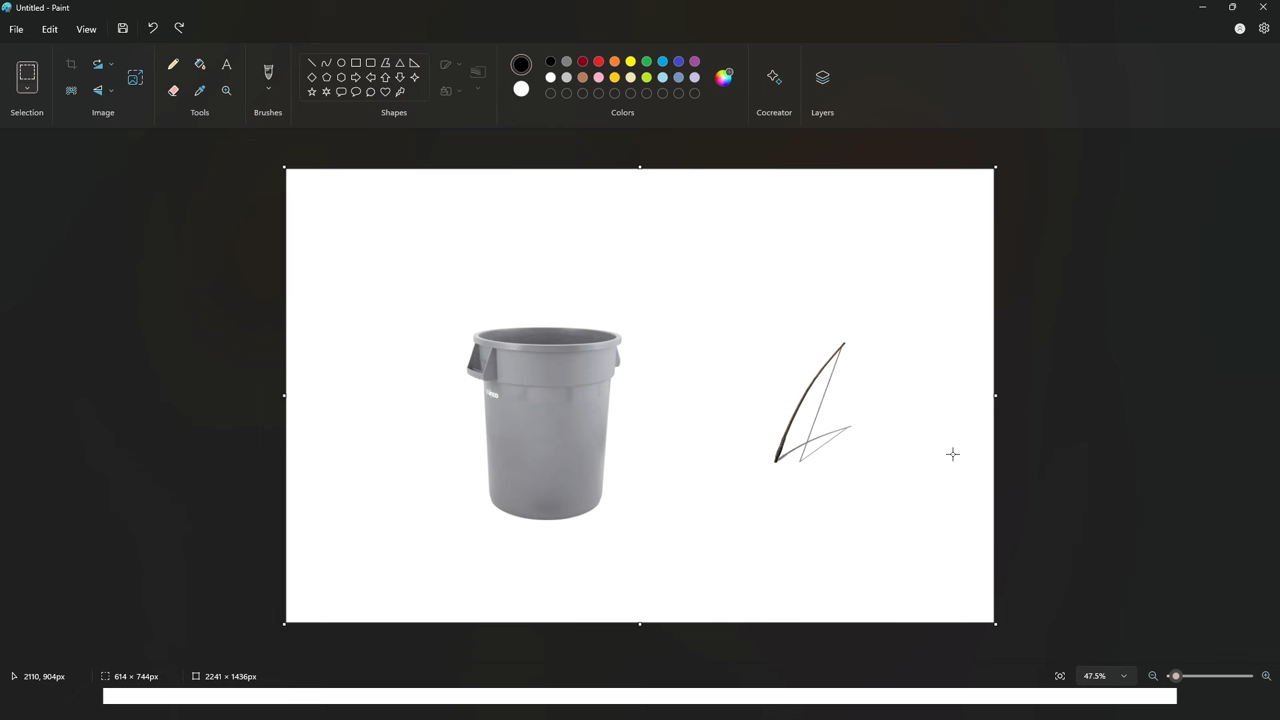 Untitled - Paint
File Edit View
Selection Image Tools Brushes Shapes Colors Cocreator Layers
2110, 904px 614 × 744px 2241 × 1436px 47.5%